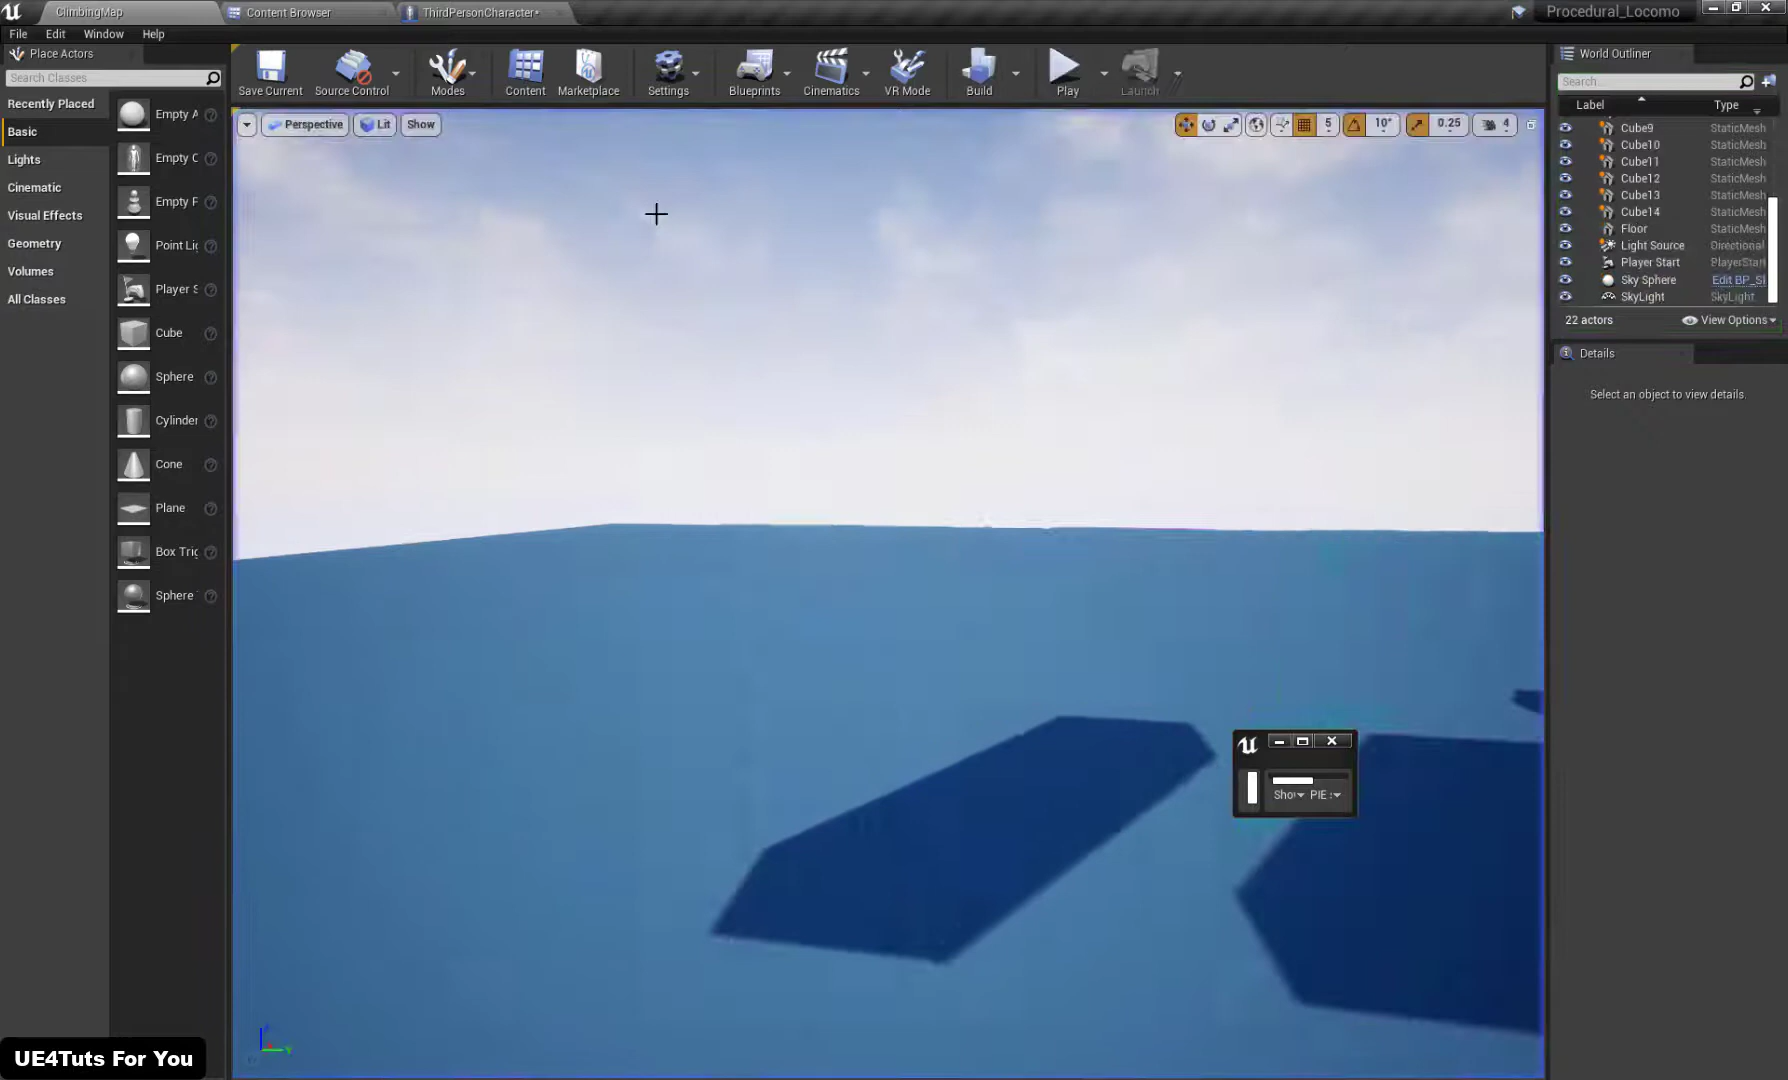 ClimbingMap
Content Browser
ThirdPersonCharacter*
Procedural_Locomo
File Edit Window Help
Place Actors
Search Classes
Recently Placed
Basic
Lights
Cinematic
Visual Effects
Geometry
Volumes
All Classes
Empty A
Empty C
Empty F
Point Lig
Player S
Cube
Sphere
Cylinder
Cone
Plane
Box Trig
Sphere
Save Current
Source Control
Modes
Content
Marketplace
Settings
Blueprints
Cinematics
VR Mode
Build
Play
Launch
Perspective Lit Show
5 10° 0.25 4
World Outliner
Search...
Label Type
Cube9 StaticMesh
Cube10 StaticMesh
Cube11 StaticMesh
Cube12 StaticMesh
Cube13 StaticMesh
Cube14 StaticMesh
Floor StaticMesh
Light Source Directional
Player Start PlayerStart
Sky Sphere Edit BP_Sk
SkyLight SkyLight
22 actors View Options
Details
Select an object to view details.
Sho PIE
UE4Tuts For You